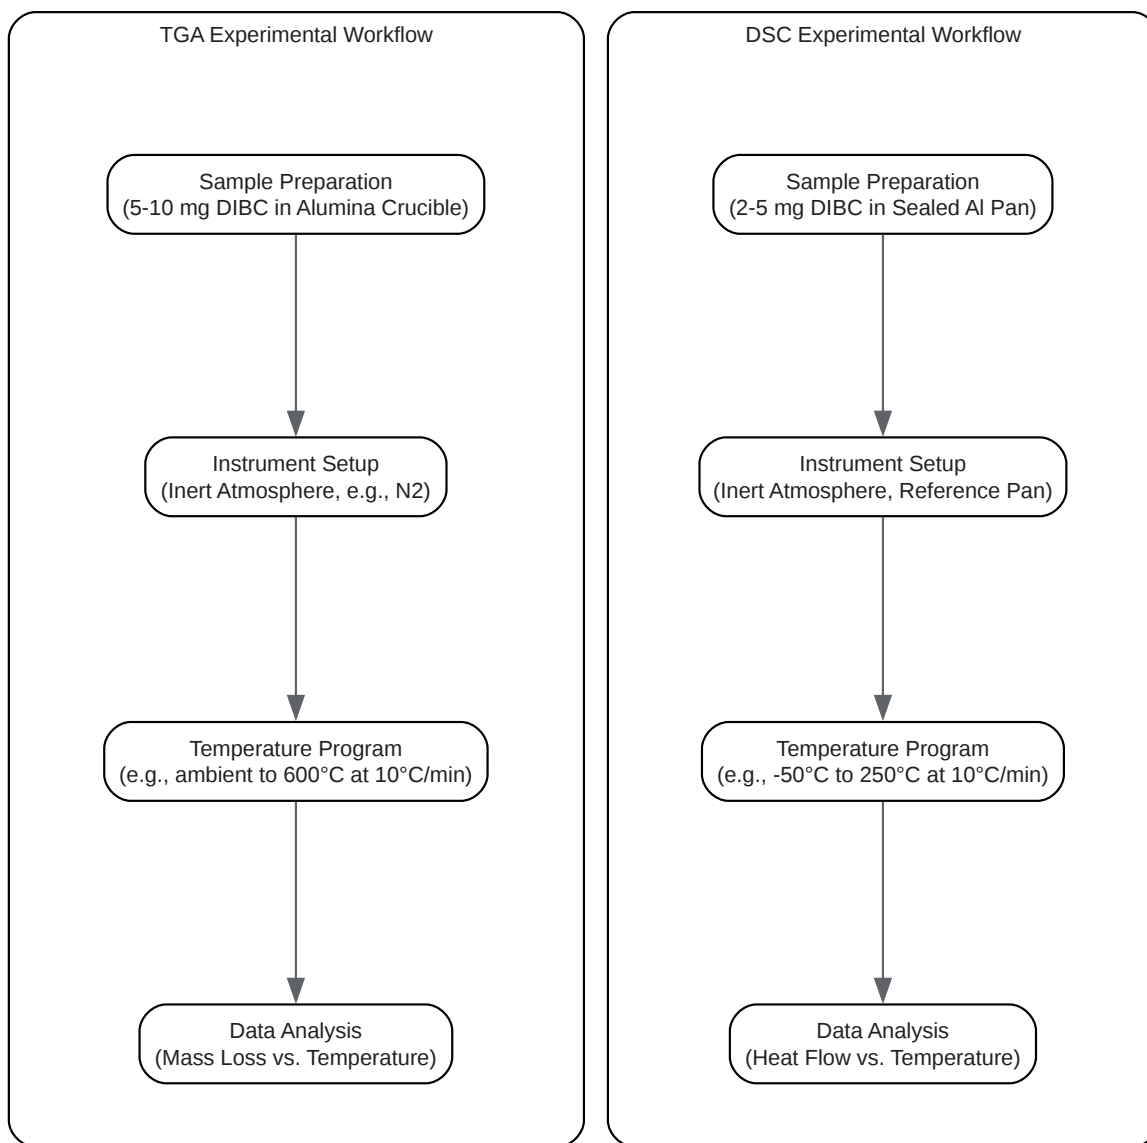 TGA Experimental Workflow
Sample Preparation
(5-10 mg DIBC in Alumina Crucible)
Instrument Setup
(Inert Atmosphere, e.g., N2)
Temperature Program
(e.g., ambient to 600°C at 10°C/min)
Data Analysis
(Mass Loss vs. Temperature)
DSC Experimental Workflow
Sample Preparation
(2-5 mg DIBC in Sealed Al Pan)
Instrument Setup
(Inert Atmosphere, Reference Pan)
Temperature Program
(e.g., -50°C to 250°C at 10°C/min)
Data Analysis
(Heat Flow vs. Temperature)